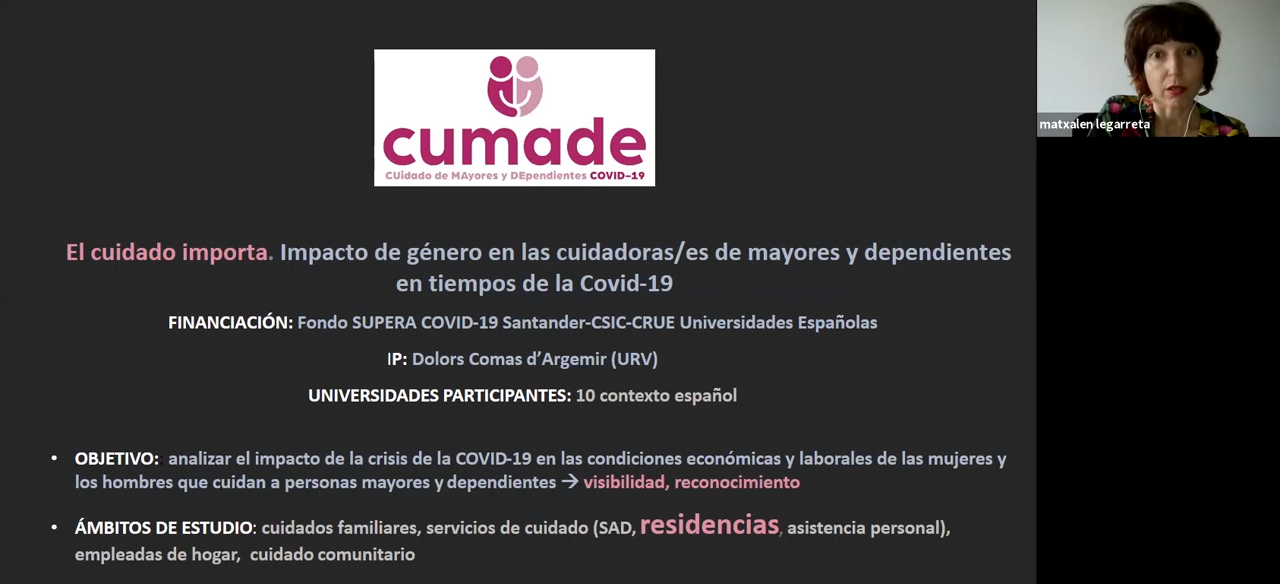 cumade
CUidado de MAyores y DEpendientes COVID-19
matxalen legarreta
El cuidado importa. Impacto de género en las cuidadoras/es de mayores y dependientes
en tiempos de la Covid-19
FINANCIACIÓN: Fondo SUPERA COVID-19 Santander-CSIC-CRUE Universidades Españolas
IP: Dolors Comas d’Argemir (URV)
UNIVERSIDADES PARTICIPANTES: 10 contexto español
• OBJETIVO: analizar el impacto de la crisis de la COVID-19 en las condiciones económicas y laborales de las mujeres y
los hombres que cuidan a personas mayores y dependientes → visibilidad, reconocimiento
• ÁMBITOS DE ESTUDIO: cuidados familiares, servicios de cuidado (SAD, residencias, asistencia personal),
empleadas de hogar, cuidado comunitario